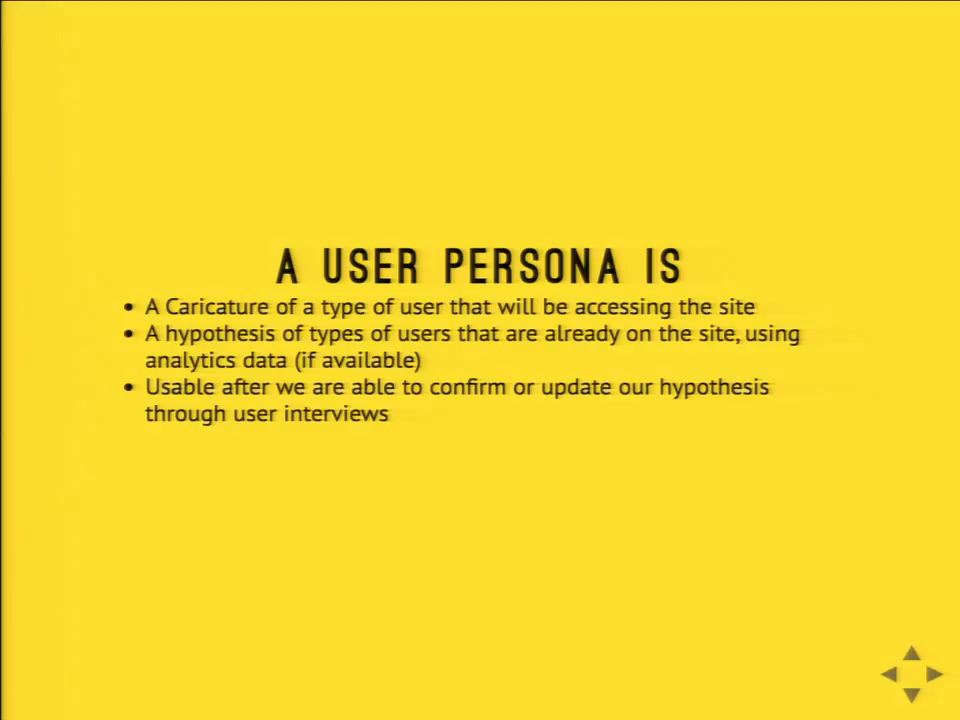 A USER PERSONA IS
• A Caricature of a type of user that will be accessing the site
• A hypothesis of types of users that are already on the site, using
analytics data (if available)
• Usable after we are able to confirm or update our hypothesis
through user interviews